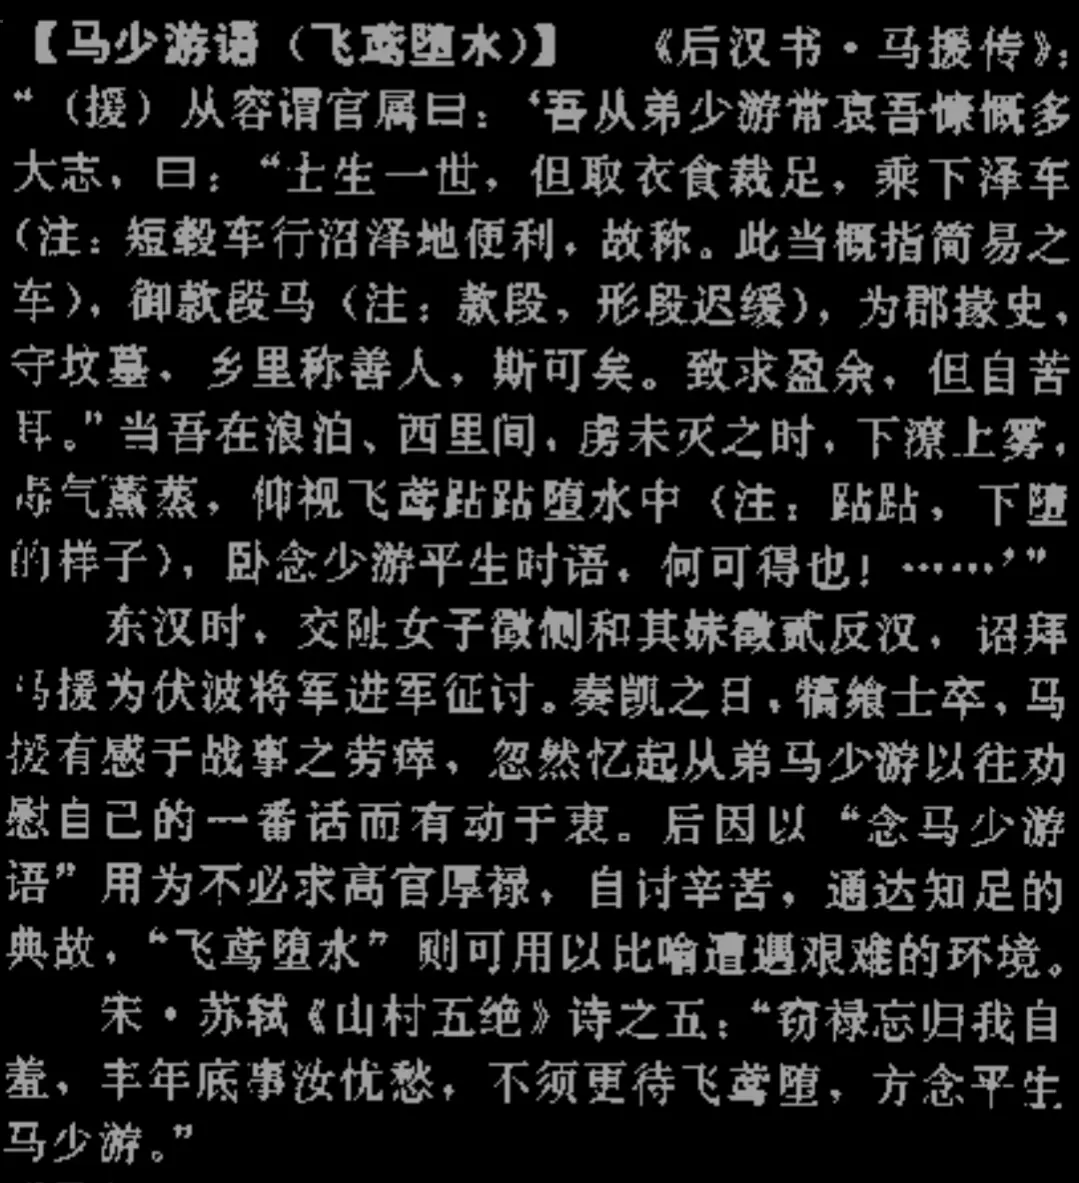 【马少游语（飞鸢堕水）】 《后汉书·马援传》：
“（援）从容谓官属曰：‘吾从弟少游常哀吾慷慨多
大志，曰：“士生一世，但取衣食裁足，乘下泽车
（注：短毂车行沼泽地便利，故称。此当概指简易之
车），御款段马（注：款段，形段迟缓），为郡掾史，
守坟墓，乡里称善人，斯可矣。致求盈余，但自苦
耳。”当吾在浪泊、西里间，虏未灭之时，下潦上雾，
毒气薰蒸，仰视飞鸢跕跕堕水中（注：跕跕，下堕
的样子），卧念少游平生时语，何可得也！……’”
东汉时，交趾女子徵侧和其妹徵贰反汉，诏拜
马援为伏波将军进军征讨。奏凯之日，犒飨士卒，马
援有感于战事之劳瘁，忽然忆起从弟马少游以往劝
慰自己的一番话而有动于衷。后因以“念马少游
语”用为不必求高官厚禄，自讨辛苦，通达知足的
典故，“飞鸢堕水”则可用以比喻遭遇艰难的环境。
宋·苏轼《山村五绝》诗之五：“窃禄忘归我自
羞，丰年底事汝忧愁，不须更待飞鸢堕，方念平生
马少游。”